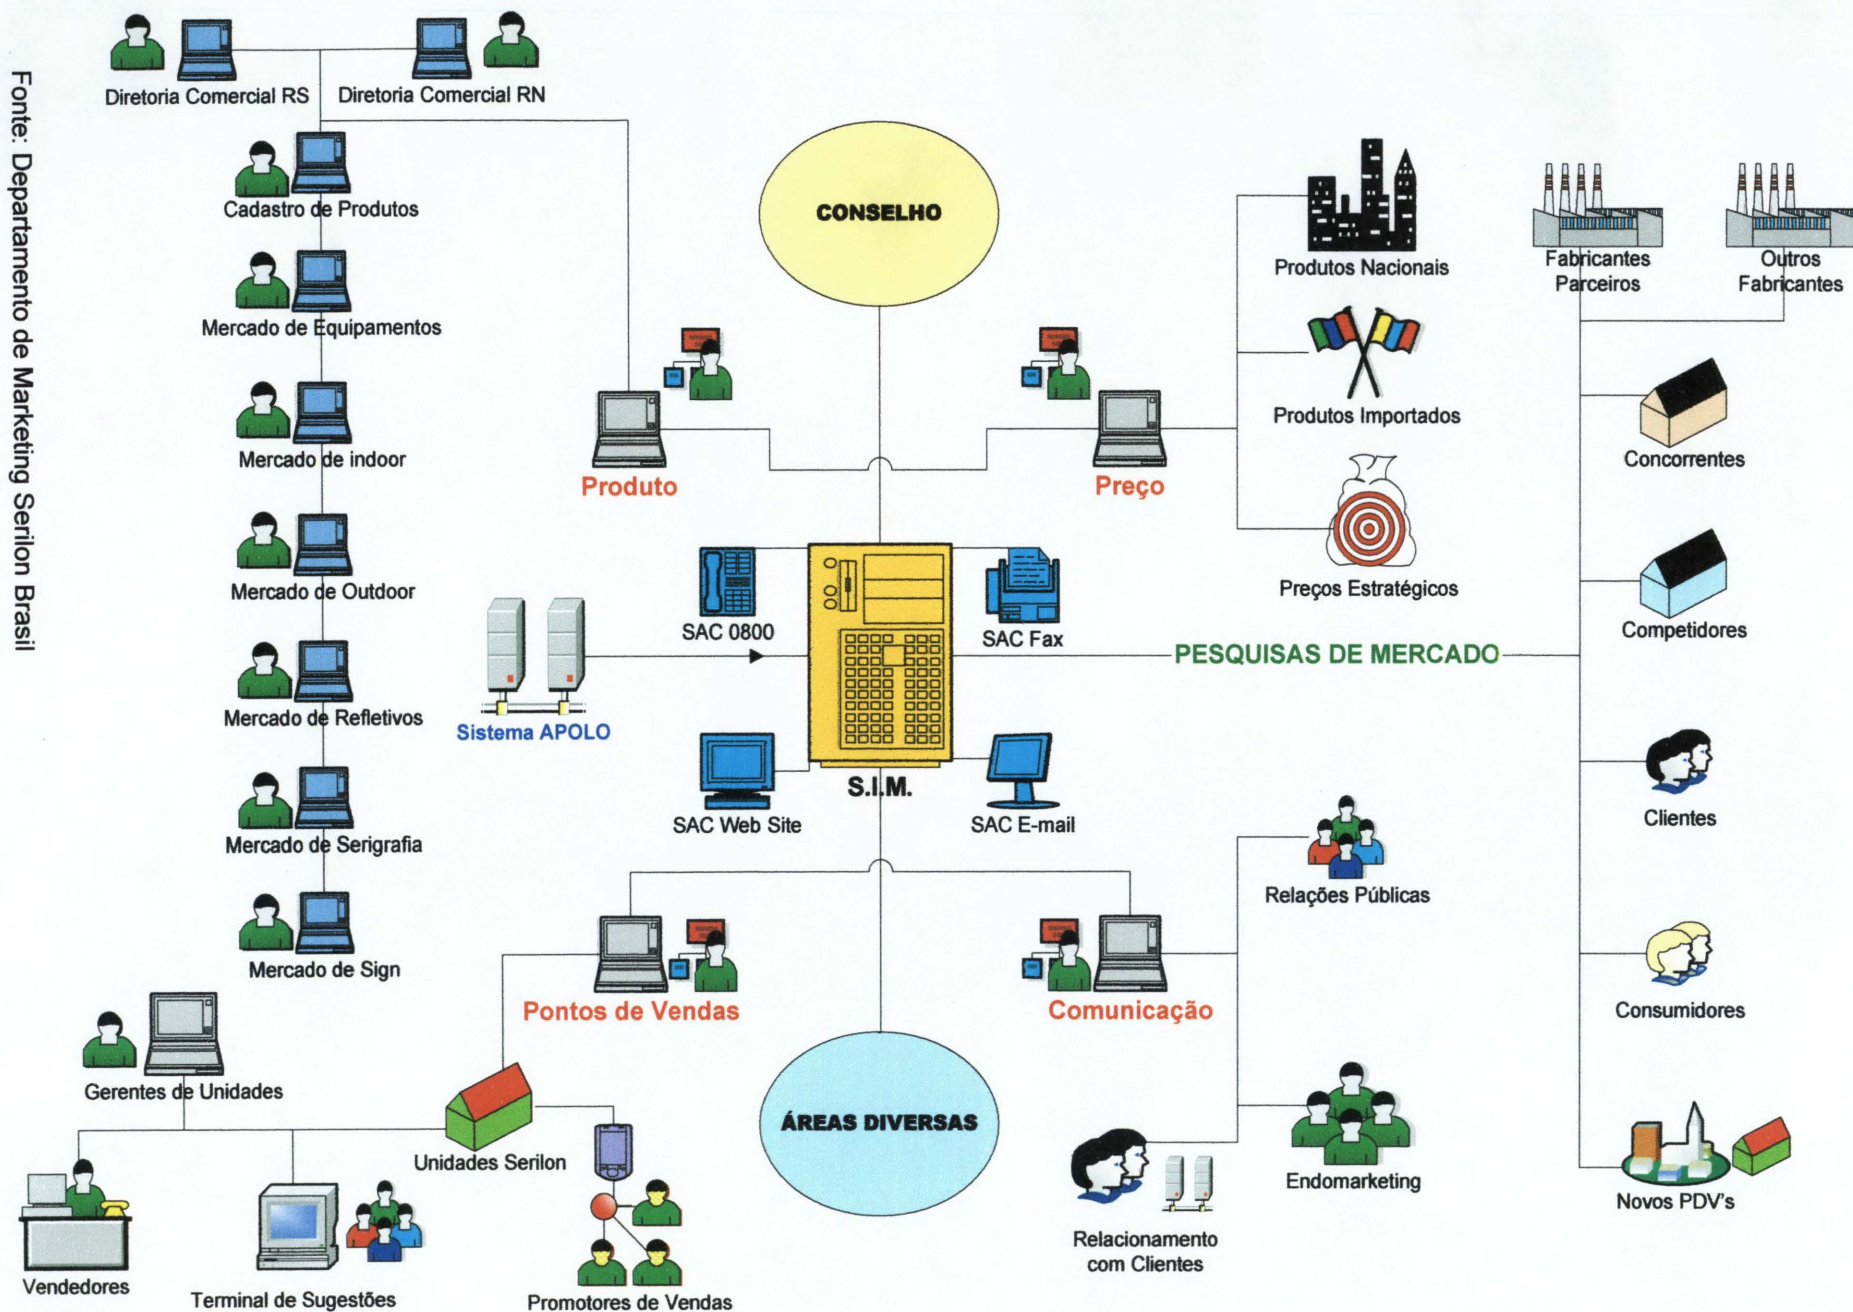 Fonte: Departamento de Marketing Serilon Brasil
Diretoria Comercial RS
Diretoria Comercial RN
Cadastro de Produtos
Mercado de Equipamentos
Mercado de indoor
Mercado de Outdoor
Mercado de Refletivos
Mercado de Serigrafia
Mercado de Sign
Gerentes de Unidades
Vendedores
Terminal de Sugestões
Unidades Serilon
Promotores de Vendas
CONSELHO
Produto
Preço
SAC 0800
SAC Fax
Sistema APOLO
S.I.M.
SAC Web Site
SAC E-mail
Pontos de Vendas
Comunicação
ÁREAS DIVERSAS
Produtos Nacionais
Produtos Importados
Preços Estratégicos
PESQUISAS DE MERCADO
Relações Públicas
Endomarketing
Relacionamento
com Clientes
Fabricantes
Parceiros
Outros
Fabricantes
Concorrentes
Competidores
Clientes
Consumidores
Novos PDV's